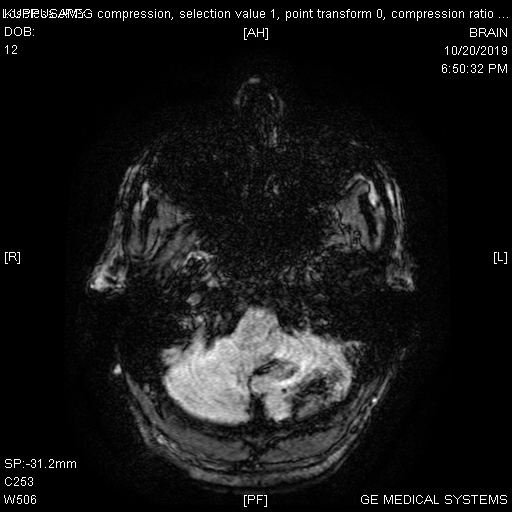 compression, selection value 1, point transform 0, compression ratio ...
DOB:
[AH]
BRAIN
12
10/20/2019
6:50:32 PM
[R]
[L]
SP:-31.2mm
C253
W506
[PF]
GE MEDICAL SYSTEMS